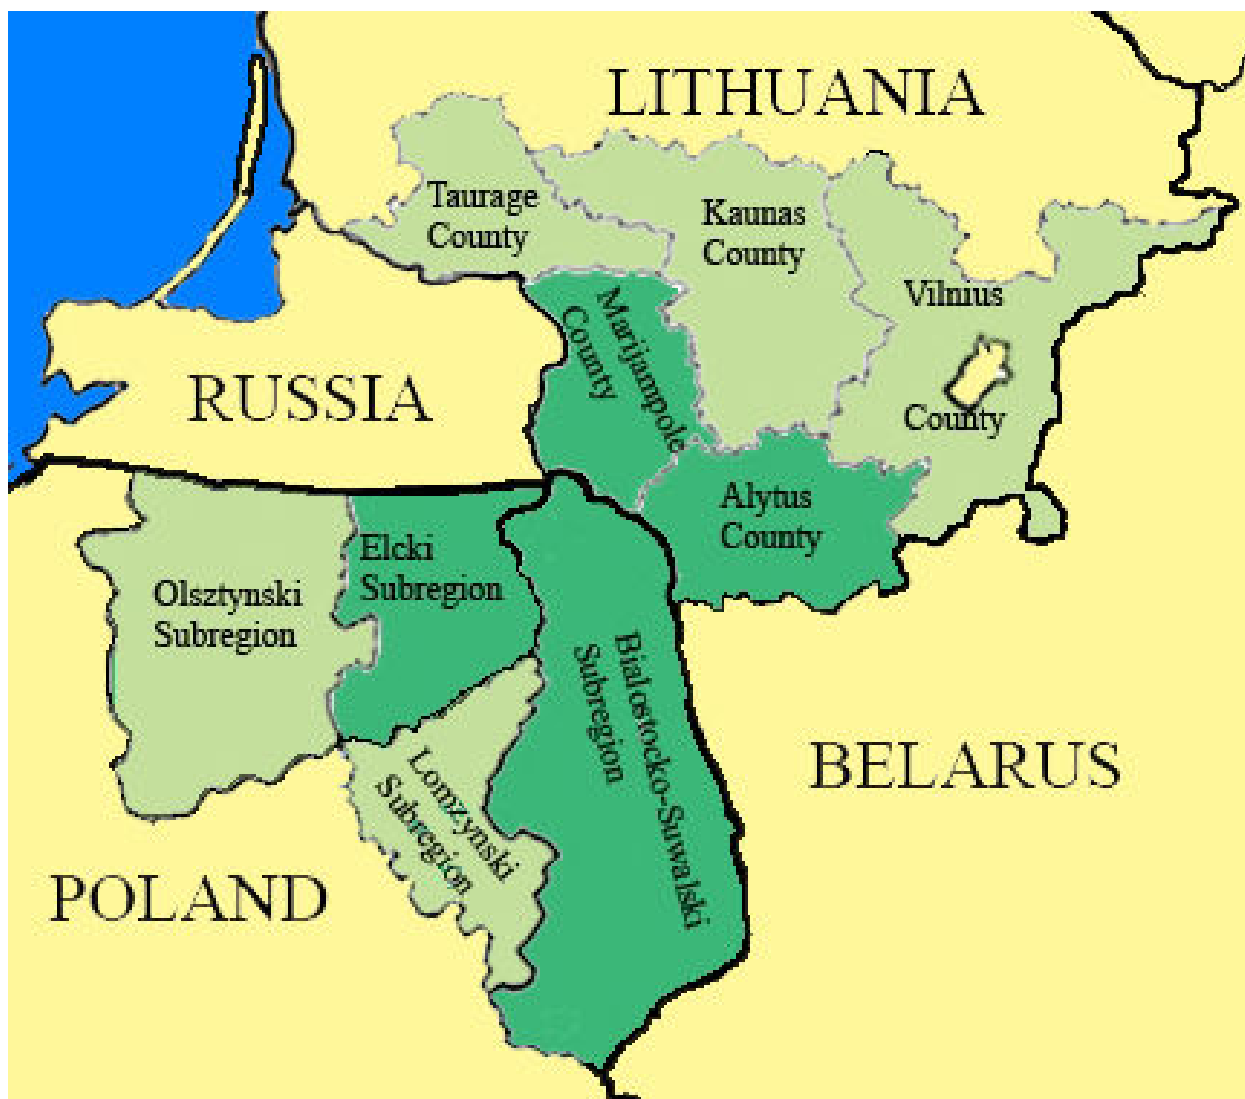 LITHUANIA
Taurage
County
Kaunas
County
Vilnius
County
Marijampole
County
RUSSIA
Alytus
County
Elcki
Subregion
Olsztynski
Subregion
Bialostocko-Suwalski
Subregion
Lomzynski
Subregion
BELARUS
POLAND